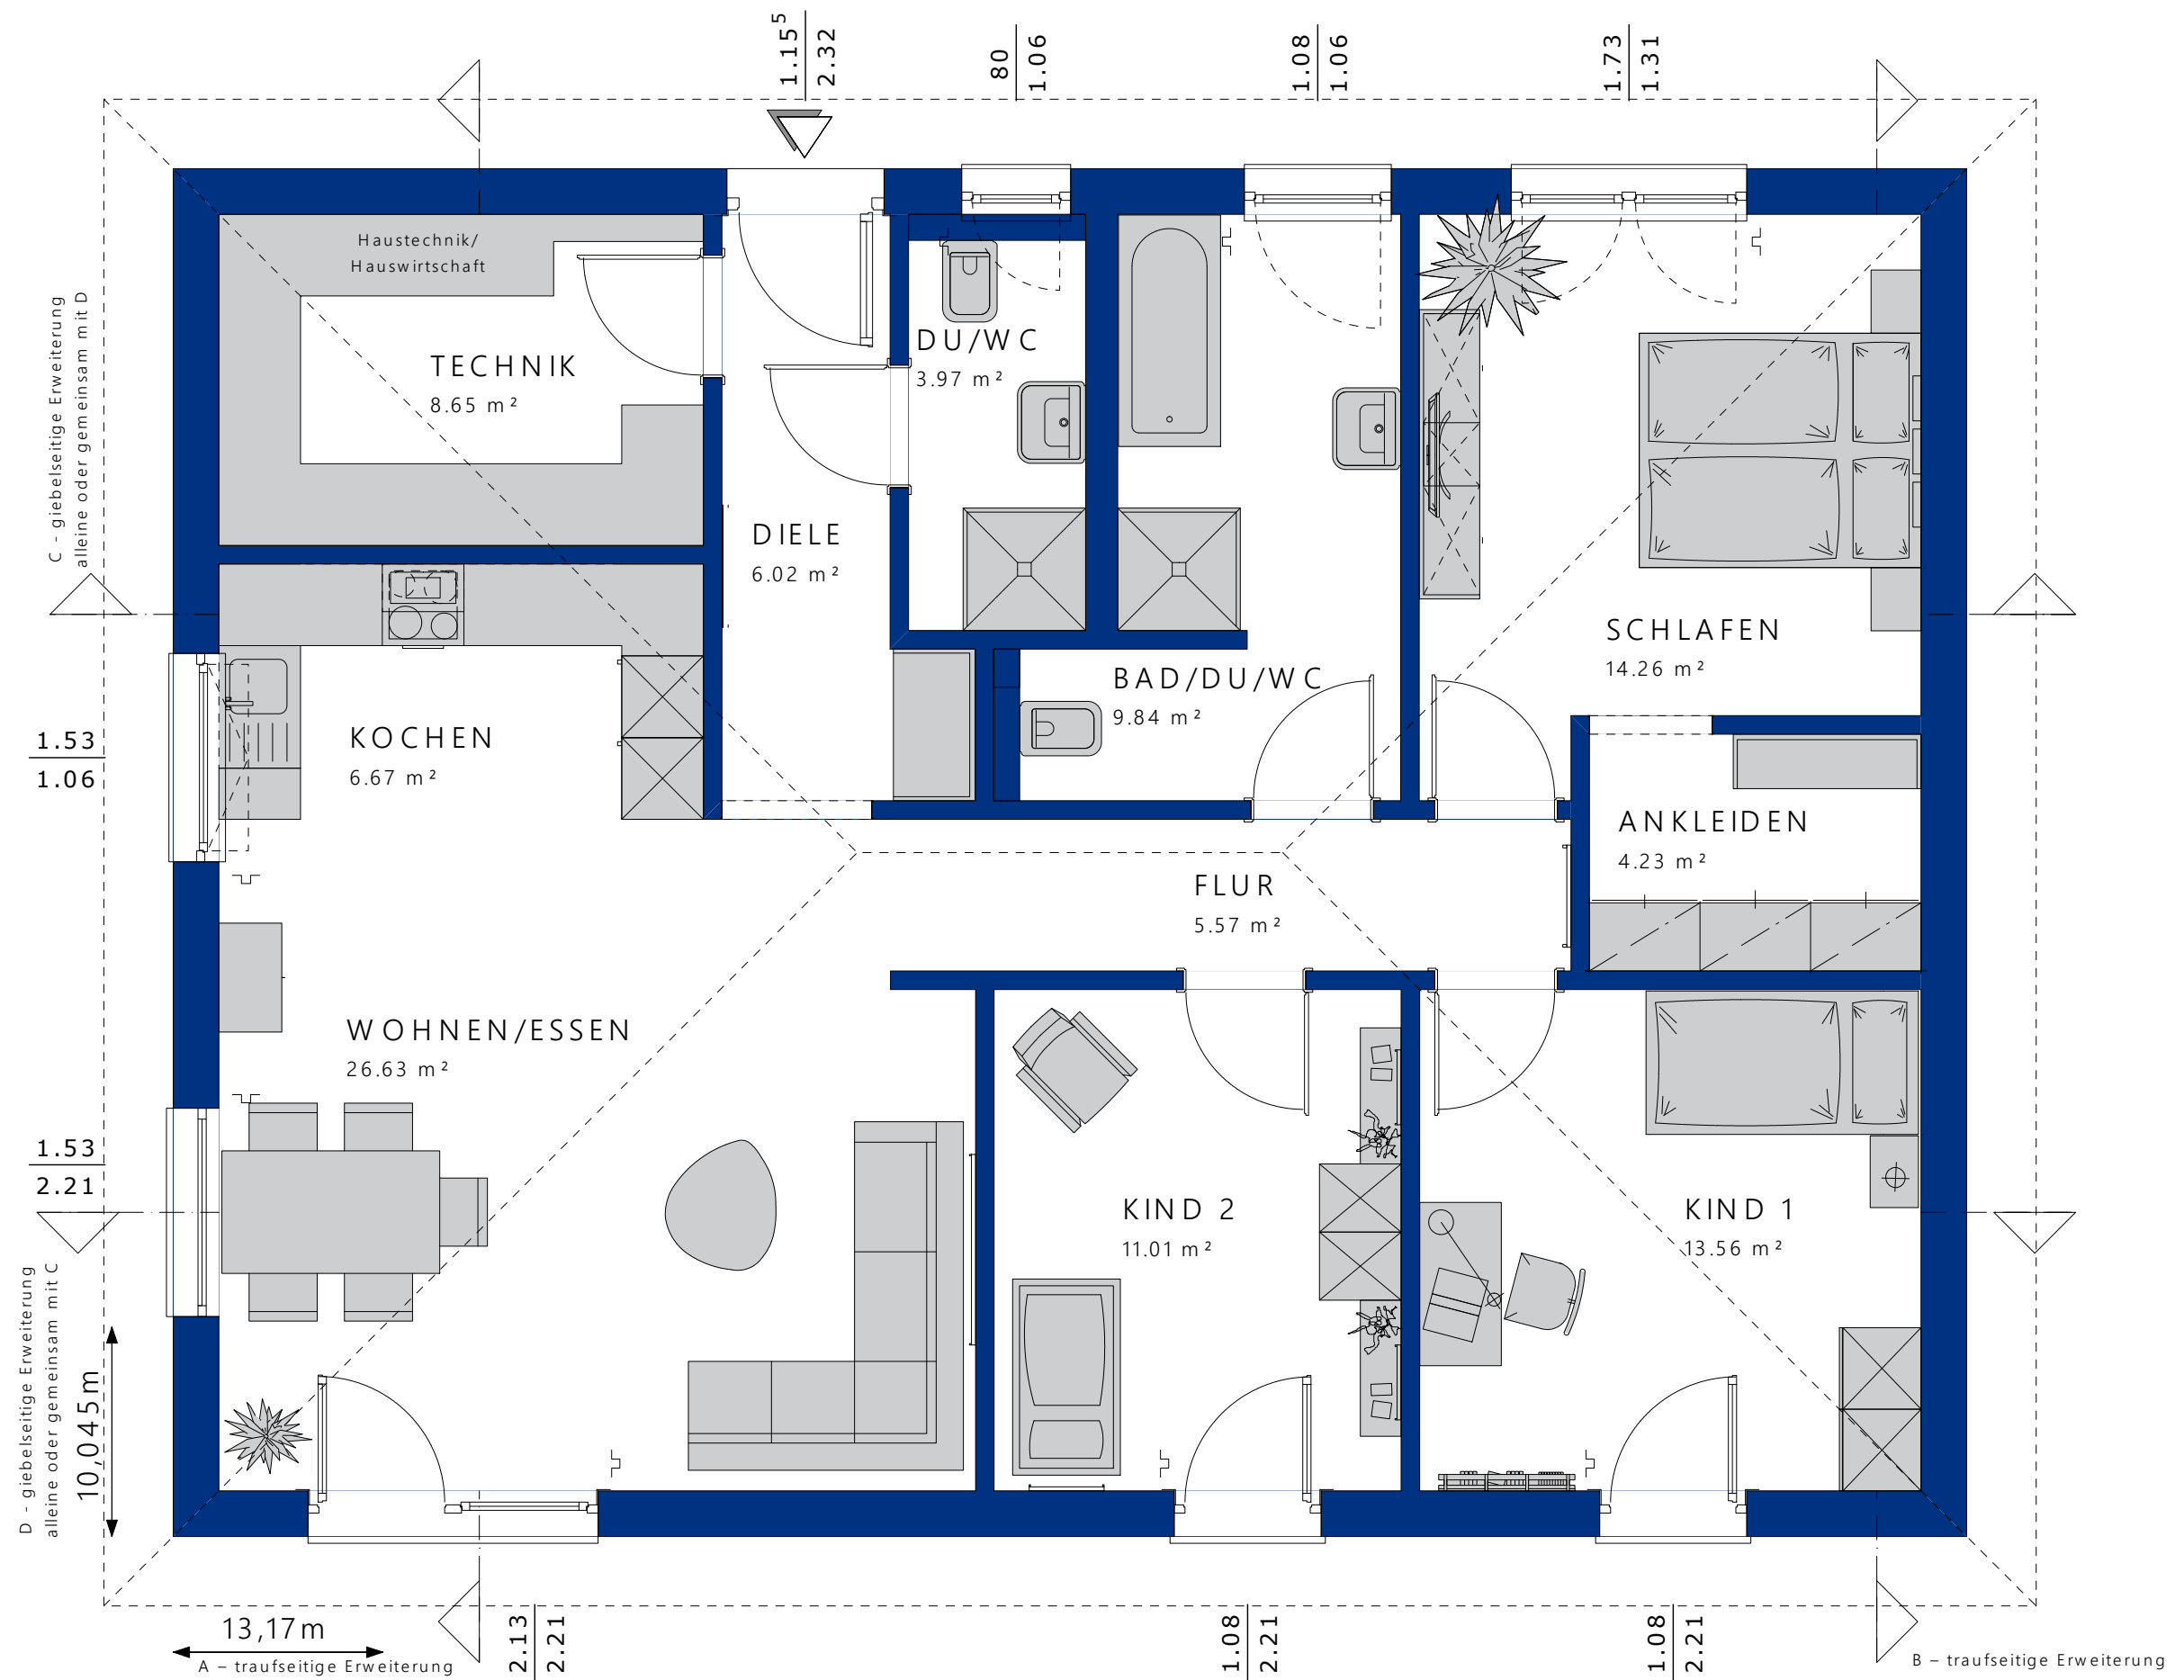 1.15⁵
2.32
80
1.06
1.08
1.06
1.73
1.31
Haustechnik/
Hauswirtschaft
TECHNIK
8.65 m²
DU/WC
3.97 m²
C - giebelseitige Erweiterung
alleine oder gemeinsam mit D
DIELE
6.02 m²
SCHLAFEN
14.26 m²
BAD/DU/WC
9.84 m²
KOCHEN
6.67 m²
1.53
1.06
ANKLEIDEN
4.23 m²
FLUR
5.57 m²
WOHNEN/ESSEN
26.63 m²
1.53
2.21
KIND 2
11.01 m²
KIND 1
13.56 m²
D - giebelseitige Erweiterung
alleine oder gemeinsam mit C
10,045m
13,17m
A – traufseitige Erweiterung
2.13
2.21
1.08
2.21
1.08
2.21
B – traufseitige Erweiterung